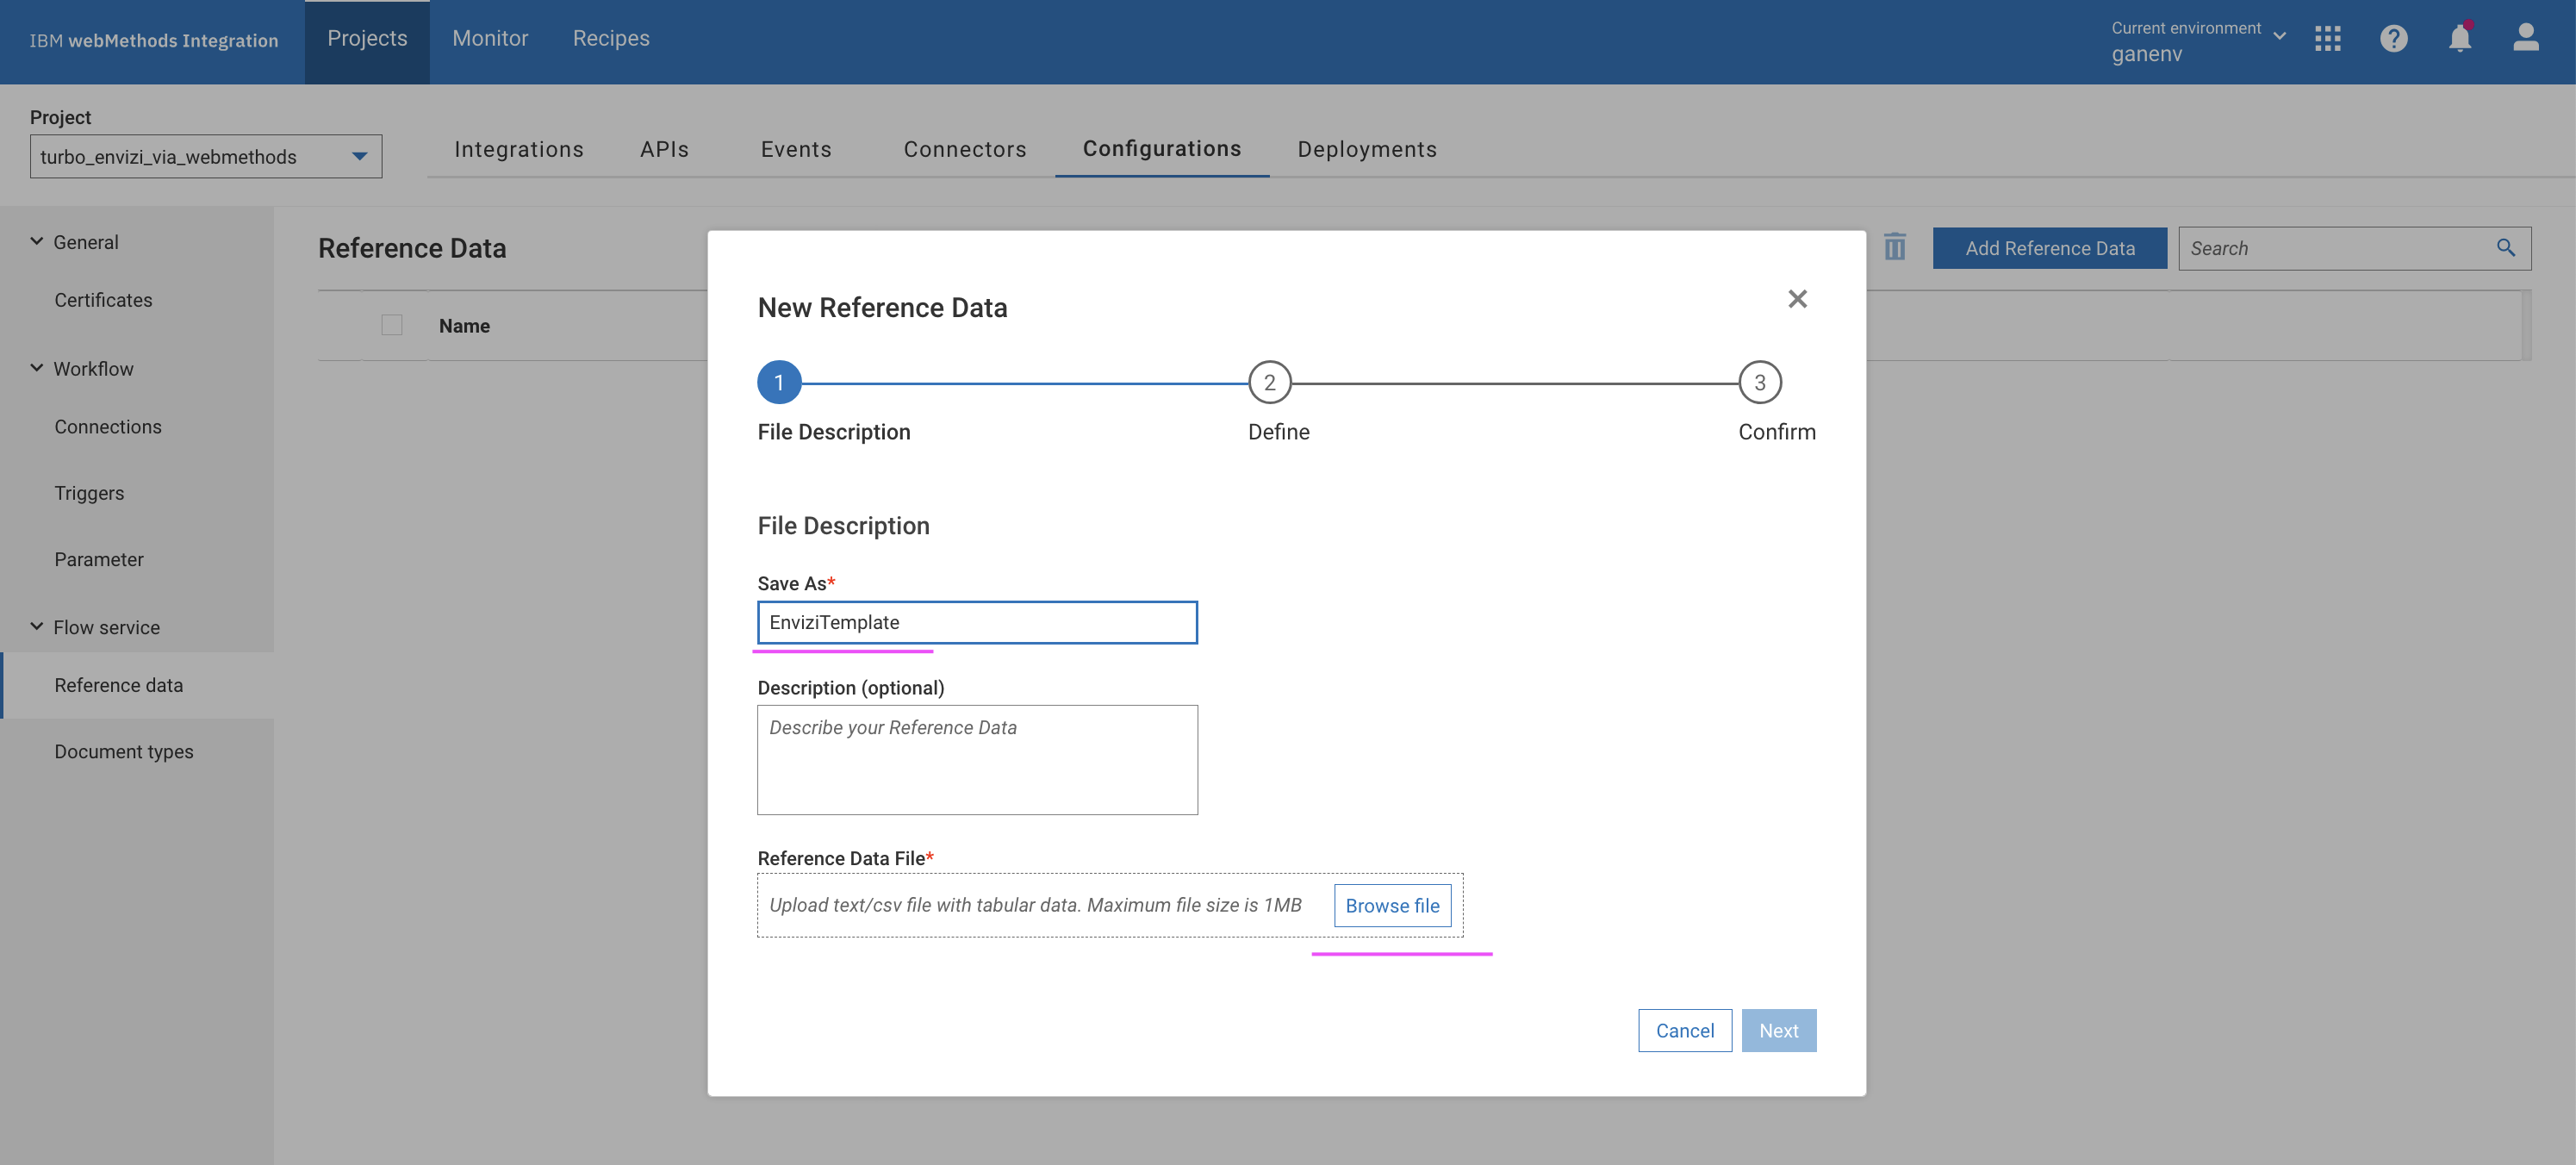 IBM webMethods Integration
Projects
Monitor
Recipes
Current environment
ganenv
Project
turbo_envizi_via_webmethods
Integrations
APIs
Events
Connectors
Configurations
Deployments
General
Certificates
Workflow
Connections
Triggers
Parameter
Flow service
Reference data
Document types
Reference Data
Add Reference Data
Search
Name
New Reference Data
1
2
3
File Description
Define
Confirm
File Description
Save As*
EnviziTemplate
Description (optional)
Describe your Reference Data
Reference Data File*
Upload text/csv file with tabular data. Maximum file size is 1MB
Browse file
Cancel
Next